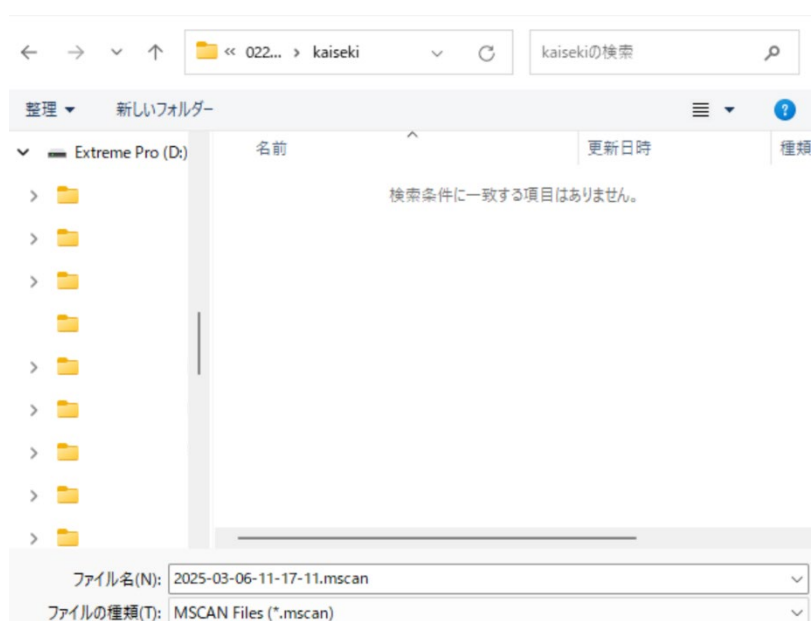 « 022... › kaiseki
kaisekiの検索
整理 新しいフォルダー
?
Extreme Pro (D:)
名前 更新日時 種類
検索条件に一致する項目はありません。
ファイル名(N): 2025-03-06-11-17-11.mscan
ファイルの種類(T): MSCAN Files (*.mscan)